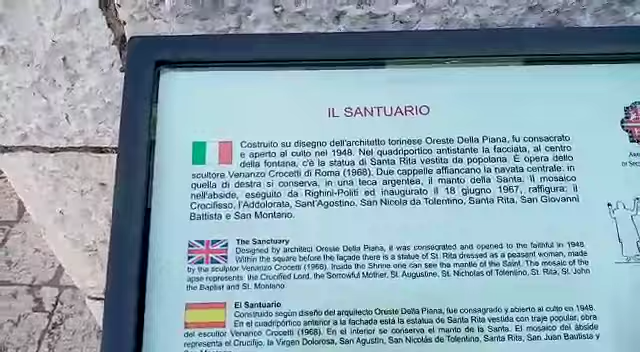 IL SANTUARIO
Costruito su disegno dell'architetto torinese Oreste Della Piana, fu consacrato
e aperto al culto nel 1948. Nel quadriportico antistante la facciata, al centro
della fontana, c'è la statua di Santa Rita vestita da popolana. È opera dello
scultore Venanzo Crocetti di Roma (1968). Due cappelle affiancano la navata centrale: in
quella di destra si conserva, in una teca argentea, il manto della Santa. Il mosaico
nell'abside, eseguito da Righini-Politi ed inaugurato il 18 giugno 1967, raffigura: il
Crocifisso, l'Addolorata, Sant'Agostino, San Nicola da Tolentino, Santa Rita, San Giovanni
Battista e San Montano.
The Sanctuary
Designed by architect Oreste Della Piana, it was consecrated and opened to the faithful in 1948.
Within the square before the façade there is a statue of St. Rita dressed as a peasant woman, made
by the sculptor Venanzo Crocetti (1968). Inside the Shrine one can see the mantle of the Saint. The mosaic of the
apse represents the Crucified Lord, the Sorrowful Mother, St. Augustine, St. Nicholas of Tolentino, St. Rita, St. John
the Baptist and St. Montano.
El Santuario
Construido según diseño del arquitecto Oreste Della Piana, fue consagrado y abierto al culto en 1948.
En el cuadripórtico anterior a la fachada está la estatua de Santa Rita vestida con traje popular, obra
del escultor Venanzo Crocetti (1968). En el interior se conserva el manto de la Santa. El mosaico del ábside
representa el Crucifijo, la Virgen Dolorosa, San Agustín, San Nicolás de Tolentino, Santa Rita, San Juan Bautista y